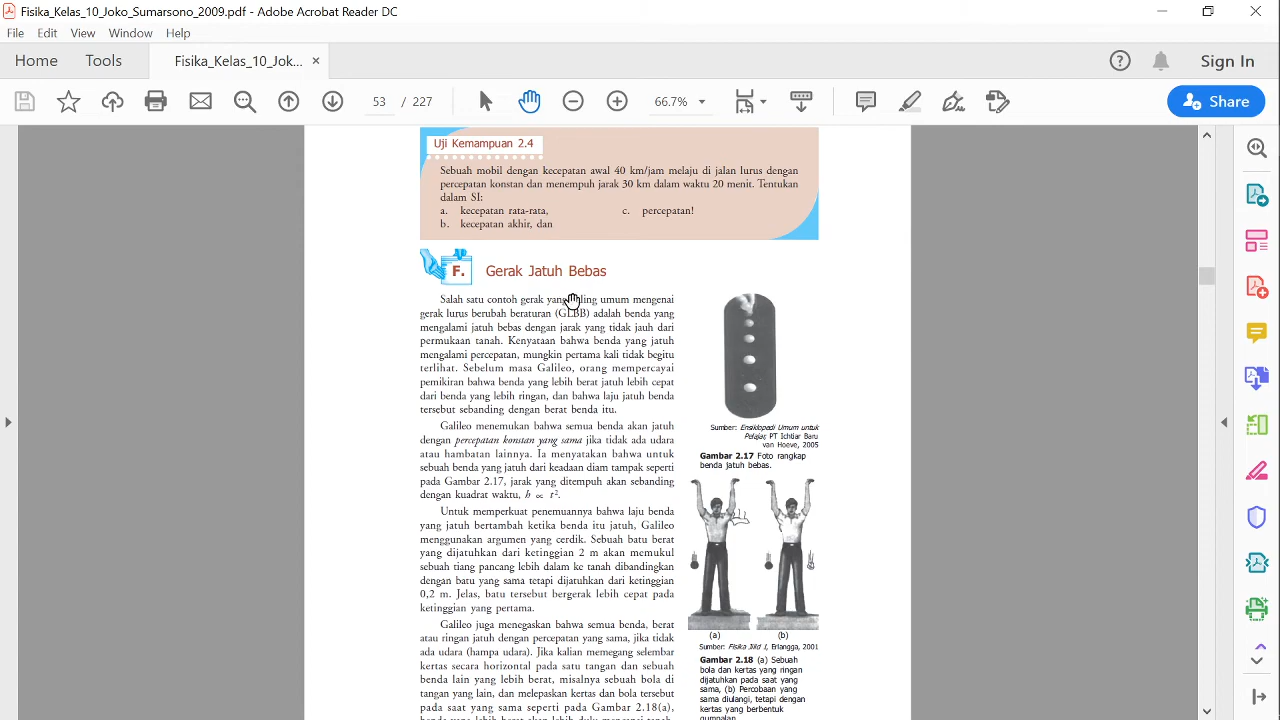 Fisika_Kelas_10_Joko_Sumarsono_2009.pdf - Adobe Acrobat Reader DC
File Edit View Window Help
Home Tools Fisika_Kelas_10_Jok... × Sign In
53 / 227 66.7% Share
Uji Kemampuan 2.4
Sebuah mobil dengan kecepatan awal 40 km/jam melaju di jalan lurus dengan
percepatan konstan dan menempuh jarak 30 km dalam waktu 20 menit. Tentukan
dalam SI:
a. kecepatan rata-rata, c. percepatan!
b. kecepatan akhir, dan
F. Gerak Jatuh Bebas
Salah satu contoh gerak yang paling umum mengenai
gerak lurus berubah beraturan (GLBB) adalah benda yang
mengalami jatuh bebas dengan jarak yang tidak jauh dari
permukaan tanah. Kenyataan bahwa benda yang jatuh
mengalami percepatan, mungkin pertama kali tidak begitu
terlihat. Sebelum masa Galileo, orang mempercayai
pemikiran bahwa benda yang lebih berat jatuh lebih cepat
dari benda yang lebih ringan, dan bahwa laju jatuh benda
tersebut sebanding dengan berat benda itu.
Galileo menemukan bahwa semua benda akan jatuh
dengan percepatan konstan yang sama jika tidak ada udara
atau hambatan lainnya. Ia menyatakan bahwa untuk
sebuah benda yang jatuh dari keadaan diam tampak seperti
pada Gambar 2.17, jarak yang ditempuh akan sebanding
dengan kuadrat waktu, h ∝ t².
Untuk memperkuat penemuannya bahwa laju benda
yang jatuh bertambah ketika benda itu jatuh, Galileo
menggunakan argumen yang cerdik. Sebuah batu berat
yang dijatuhkan dari ketinggian 2 m akan memukul
sebuah tiang pancang lebih dalam ke tanah dibandingkan
dengan batu yang sama tetapi dijatuhkan dari ketinggian
0,2 m. Jelas, batu tersebut bergerak lebih cepat pada
ketinggian yang pertama.
Galileo juga menegaskan bahwa semua benda, berat
atau ringan jatuh dengan percepatan yang sama, jika tidak
ada udara (hampa udara). Jika kalian memegang selembar
kertas secara horizontal pada satu tangan dan sebuah
benda lain yang lebih berat, misalnya sebuah bola di
tangan yang lain, dan melepaskan kertas dan bola tersebut
pada saat yang sama seperti pada Gambar 2.18(a),
benda yang lebih berat akan lebih dulu mencapai tanah.
Sumber: Ensiklopedi Umum untuk
Pelajar, PT Ichtiar Baru
van Hoeve, 2005
Gambar 2.17 Foto rangkap
benda jatuh bebas.
(a) (b)
Sumber: Fisika Jilid I, Erlangga, 2001
Gambar 2.18 (a) Sebuah
bola dan kertas yang ringan
dijatuhkan pada saat yang
sama, (b) Percobaan yang
sama diulangi, tetapi dengan
kertas yang berbentuk
gumpalan.